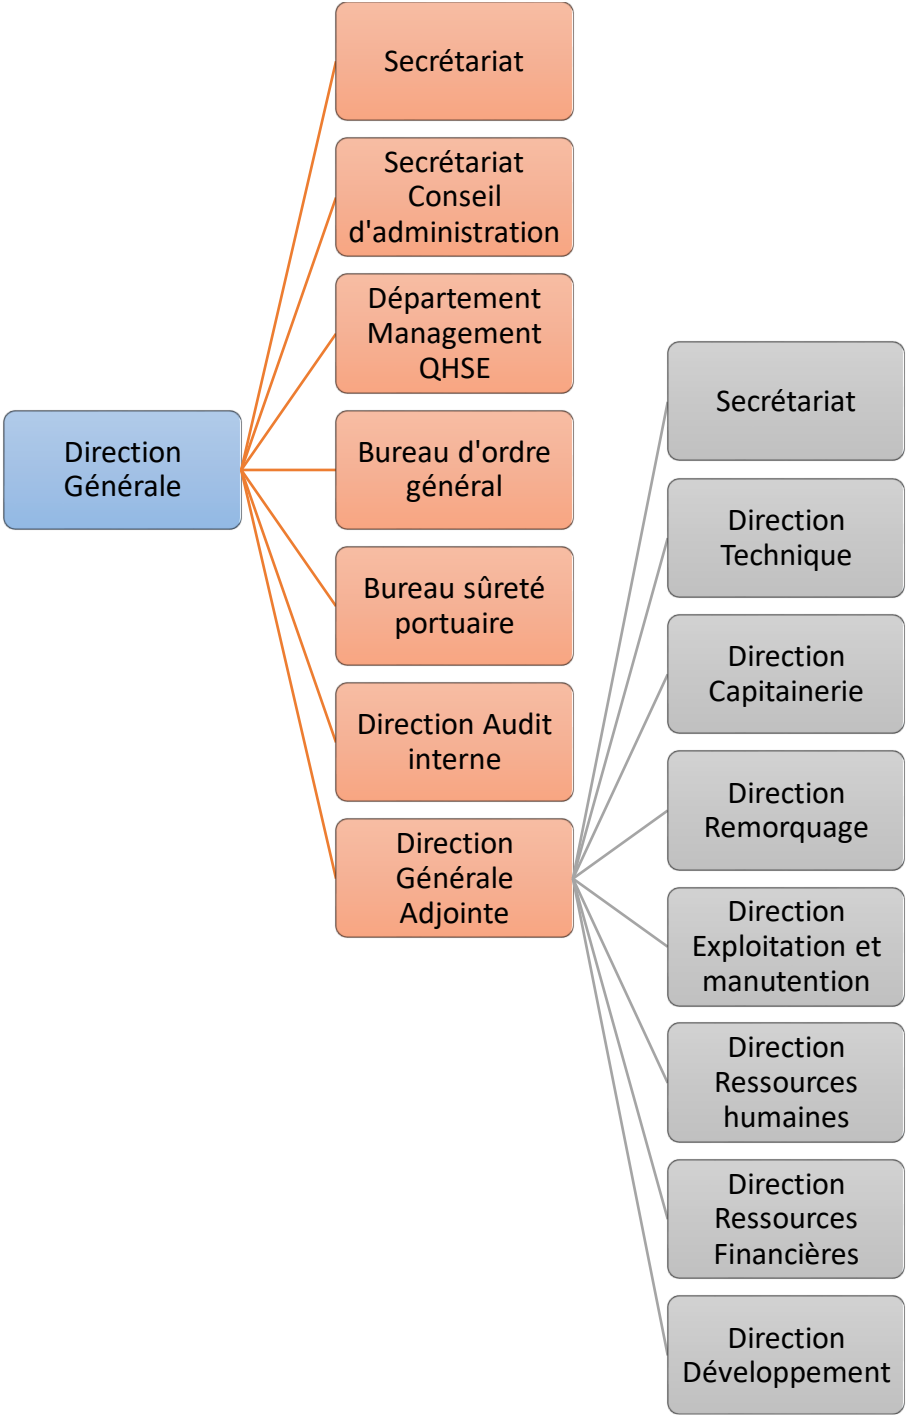 Direction
Générale
Secrétariat
Secrétariat
Conseil
d'administration
Département
Management
QHSE
Bureau d'ordre
général
Bureau sûreté
portuaire
Direction Audit
interne
Direction
Générale
Adjointe
Secrétariat
Direction
Technique
Direction
Capitainerie
Direction
Remorquage
Direction
Exploitation et
manutention
Direction
Ressources
humaines
Direction
Ressources
Financières
Direction
Développement